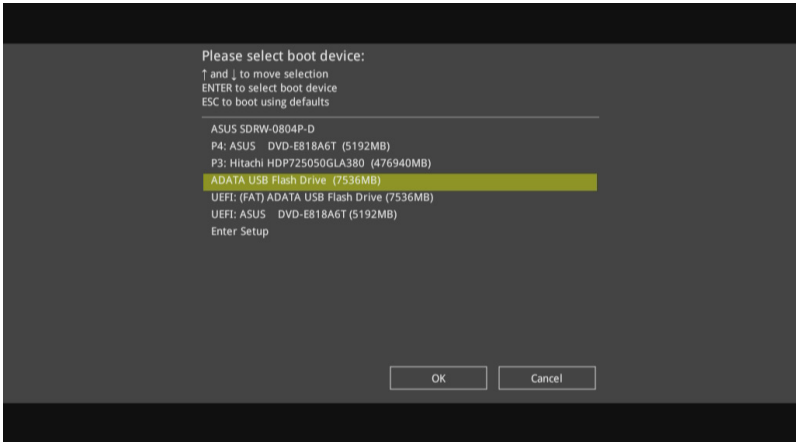 Please select boot device:
↑ and ↓ to move selection
ENTER to select boot device
ESC to boot using defaults
ASUS SDRW-0804P-D
P4: ASUS    DVD-E818A6T (5192MB)
P3: Hitachi HDP725050GLA380 (476940MB)
ADATA USB Flash Drive (7536MB)
UEFI: (FAT) ADATA USB Flash Drive (7536MB)
UEFI: ASUS    DVD-E818A6T (5192MB)
Enter Setup
OK    Cancel